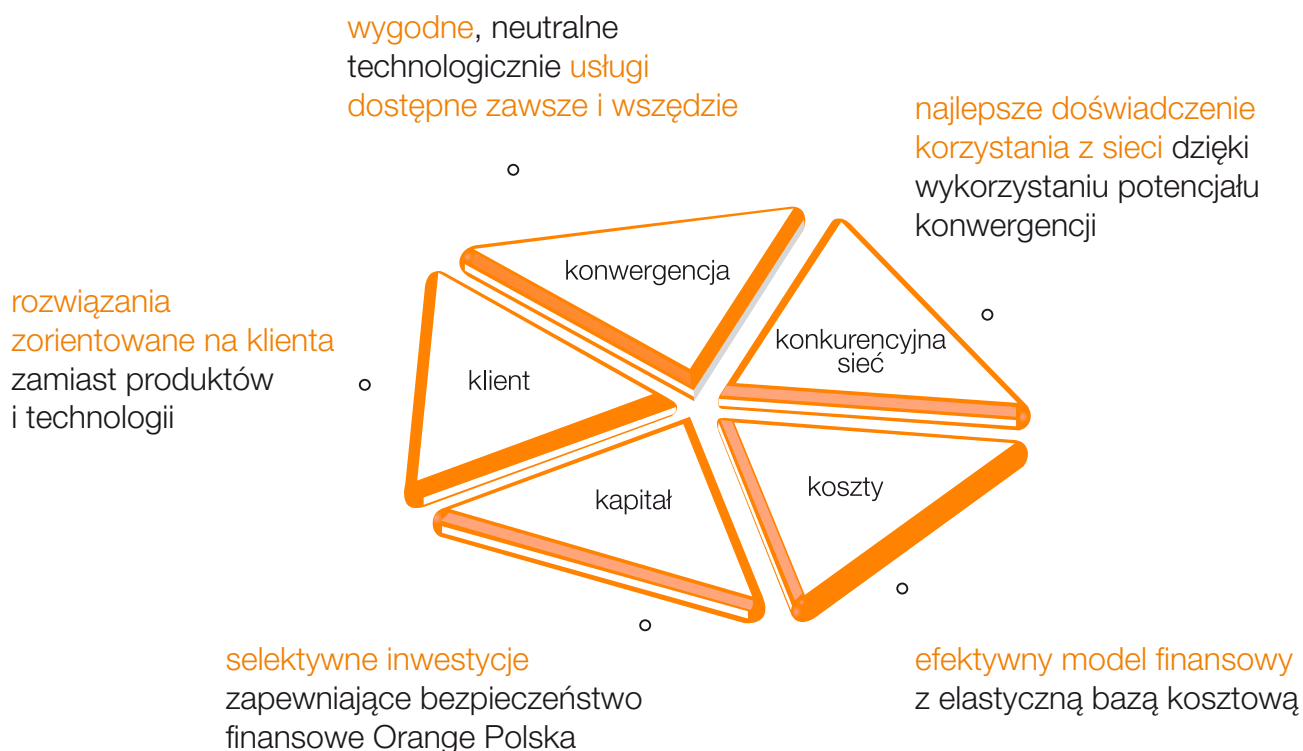 wygodne, neutralne
technologicznie usługi
dostępne zawsze i wszędzie
najlepsze doświadczenie
korzystania z sieci dzięki
wykorzystaniu potencjału
konwergencji
rozwiązania
zorientowane na klienta
zamiast produktów
i technologii
konwergencja
konkurencyjna
sieć
klient
kapitał
koszty
selektywne inwestycje
zapewniające bezpieczeństwo
finansowe Orange Polska
efektywny model finansowy
z elastyczną bazą kosztową